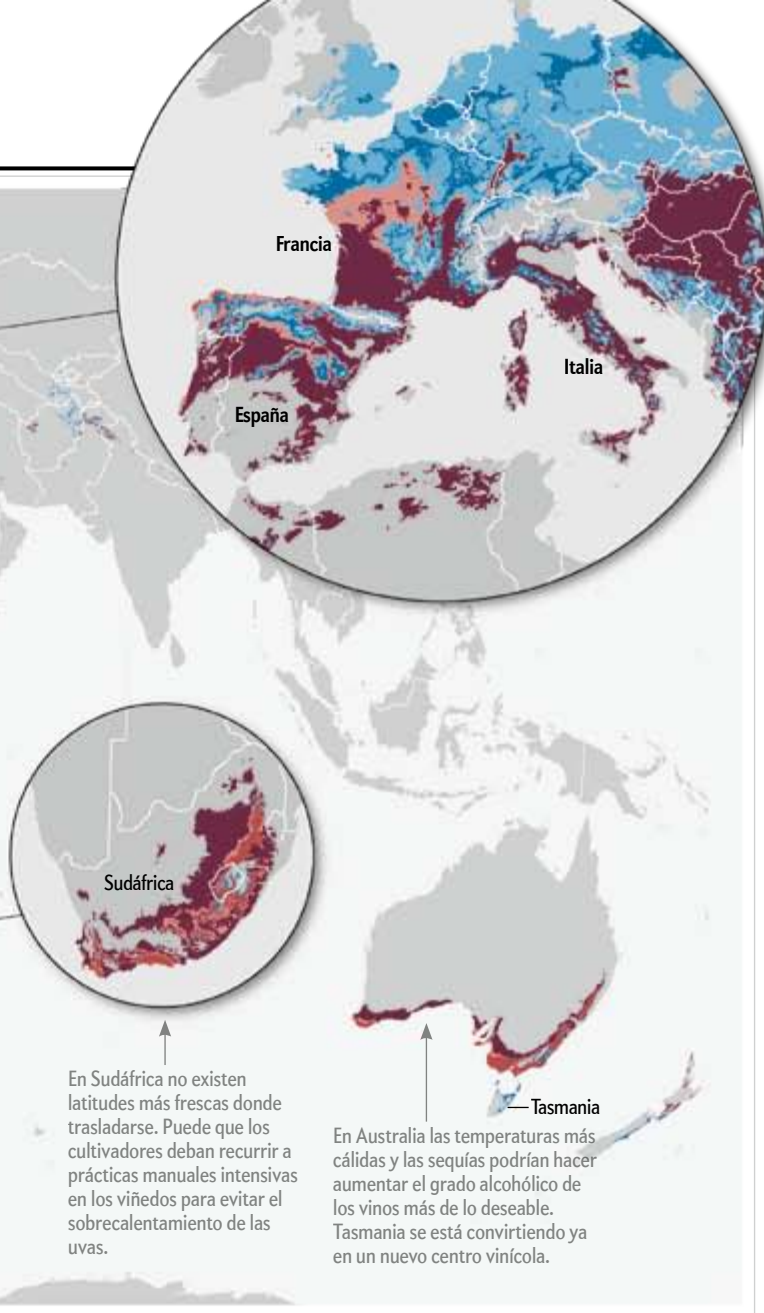 Francia
Italia
España
Sudáfrica
Tasmania
En Sudáfrica no existen
latitudes más frescas donde
trasladarse. Puede que los
cultivadores deban recurrir a
prácticas manuales intensivas
en los viñedos para evitar el
sobrecalentamiento de las
uvas.
En Australia las temperaturas más
cálidas y las sequías podrían hacer
aumentar el grado alcohólico de
los vinos más de lo deseable.
Tasmania se está convirtiendo ya
en un nuevo centro vinícola.